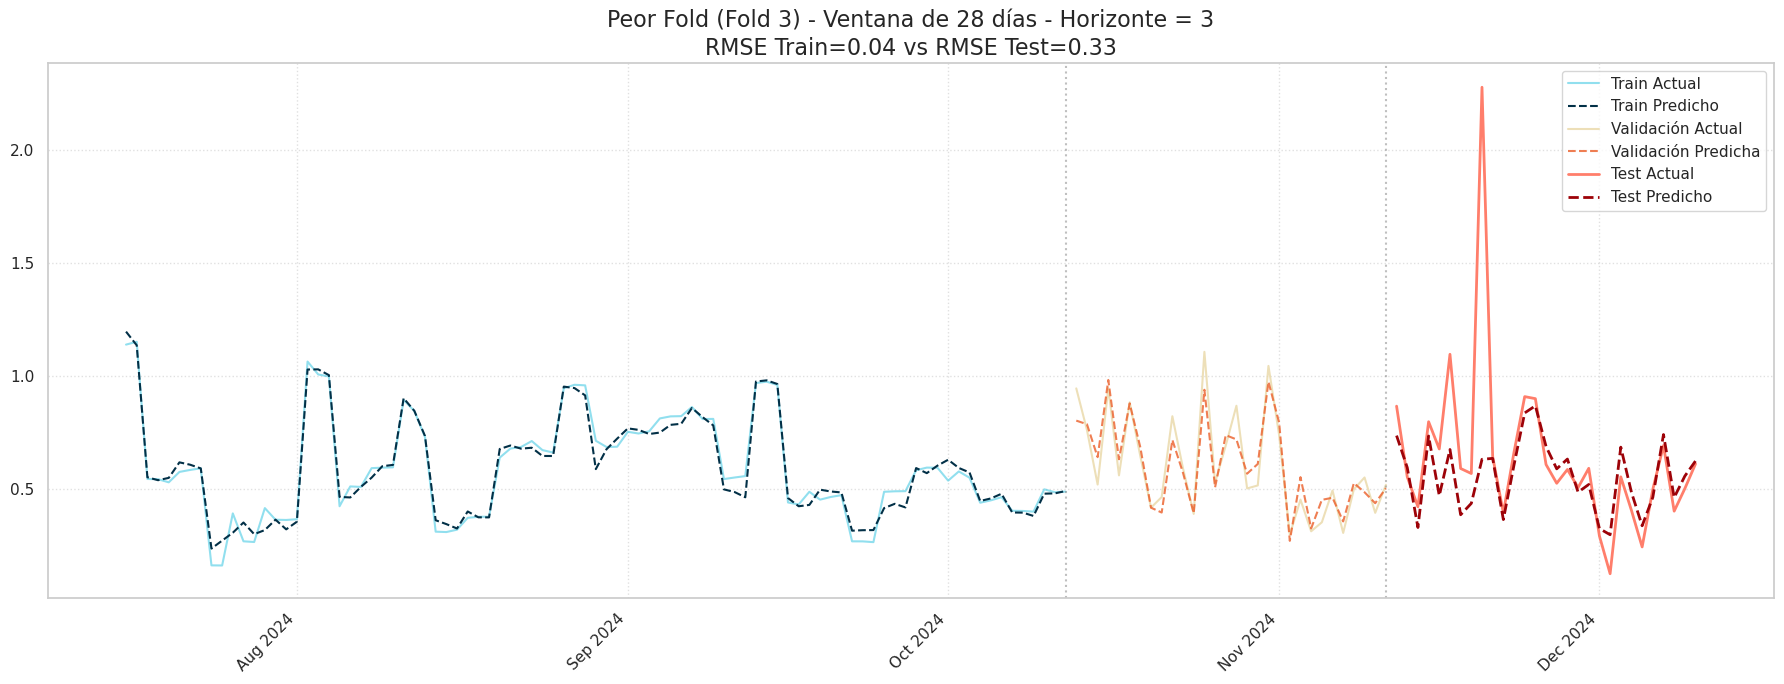 Peor Fold (Fold 3) - Ventana de 28 días - Horizonte = 3
RMSE Train=0.04 vs RMSE Test=0.33
Train Actual
Train Predicho
Validación Actual
Validación Predicha
Test Actual
Test Predicho
2.0
1.5
1.0
0.5
Aug 2024
Sep 2024
Oct 2024
Nov 2024
Dec 2024